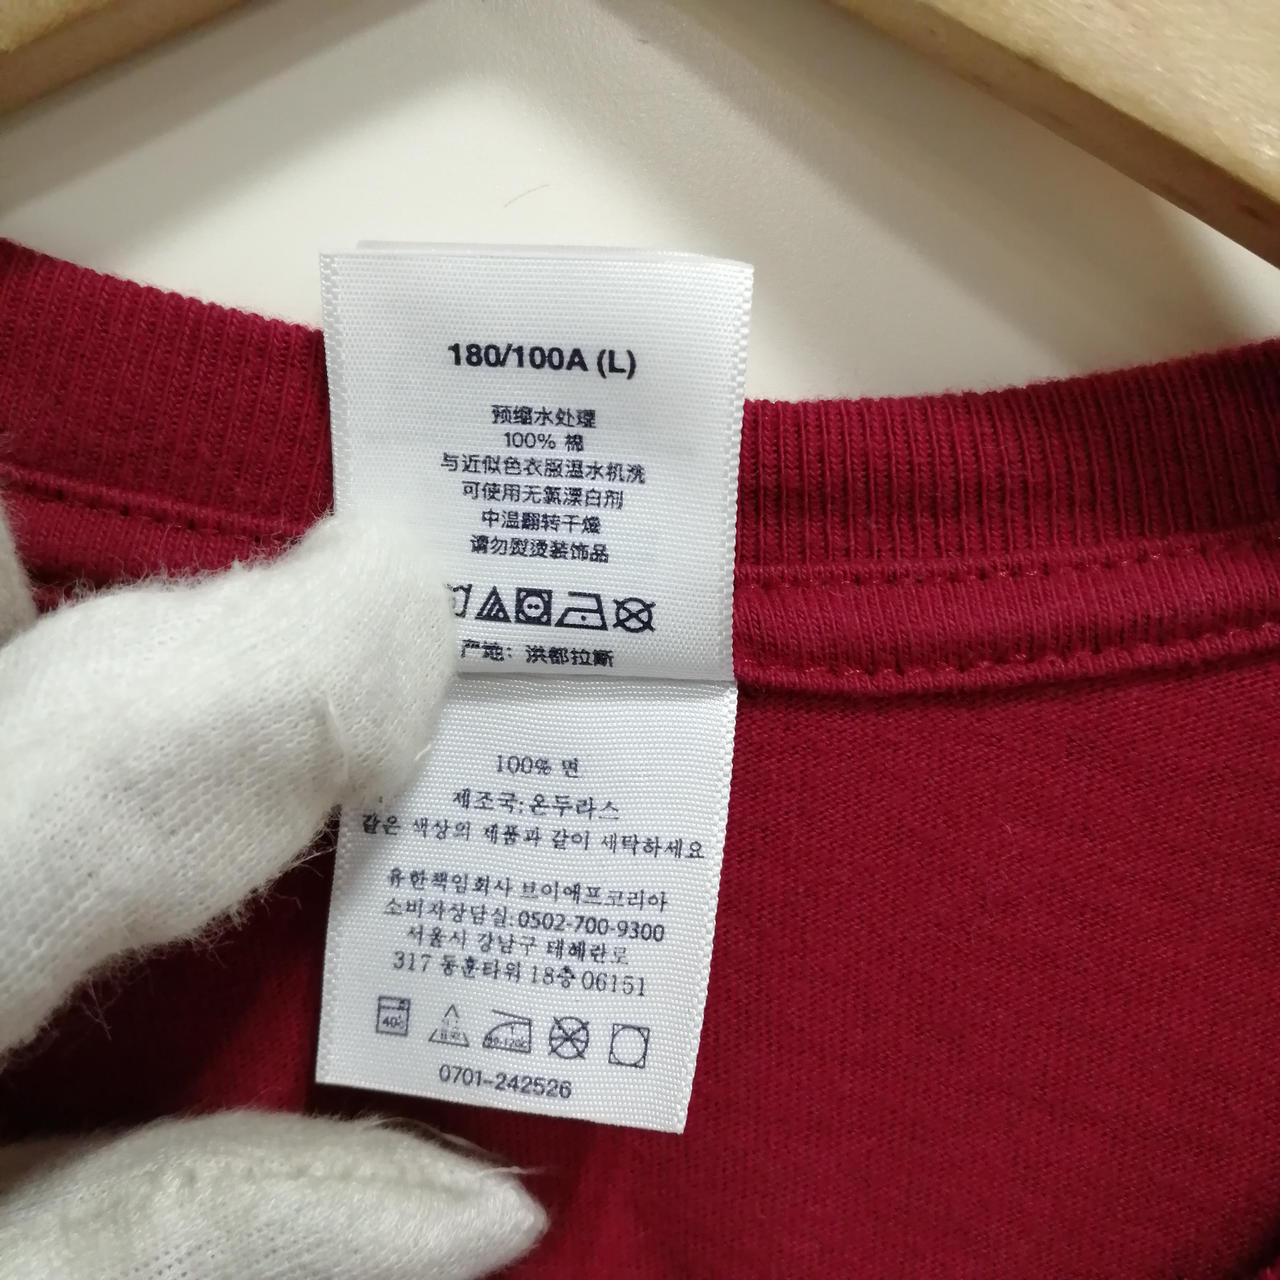 180/100A (L)
预缩水处理
100% 棉
与近似色衣服温水机洗
可使用无氯漂白剂
中温翻转干燥
请勿熨烫装饰品
产地：洪都拉斯
100% 면
제조국:온두라스
같은 색상의 제품과 같이 세탁하세요
유한책임회사 브이에프코리아
소비자상담실:0502-700-9300
서울시 강남구 테헤란로
317 동훈타워 18층 06151
40℃
0701-242526